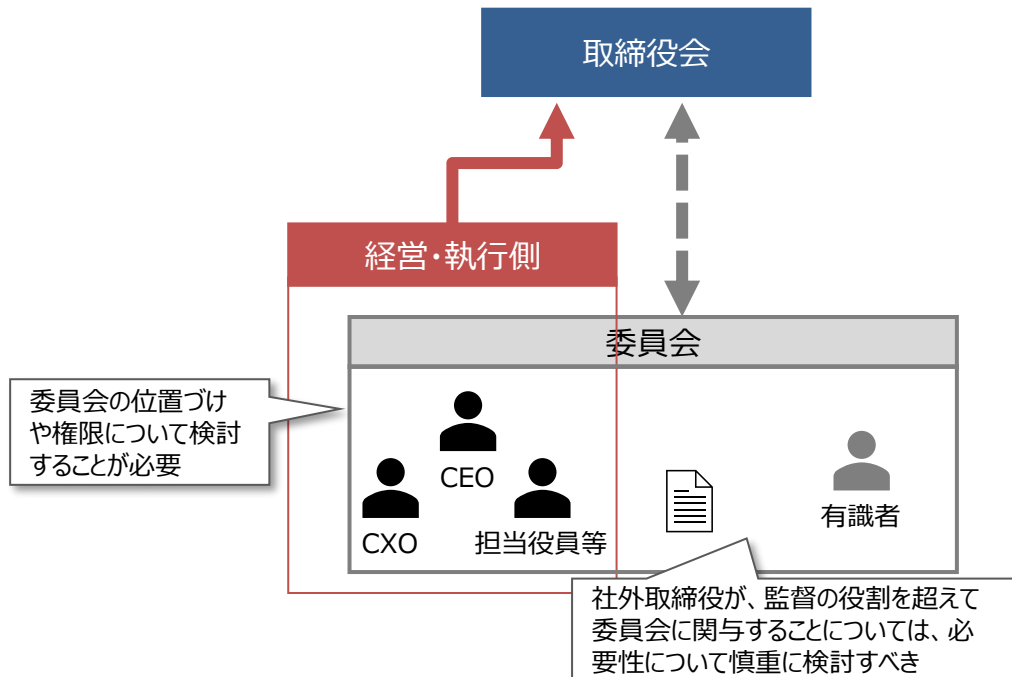 取締役会
経営・執行側
委員会
委員会の位置づけ
や権限について検討
することが必要
CEO
CXO
担当役員等
有識者
社外取締役が、監督の役割を超えて
委員会に関与することについては、必
要性について慎重に検討すべき